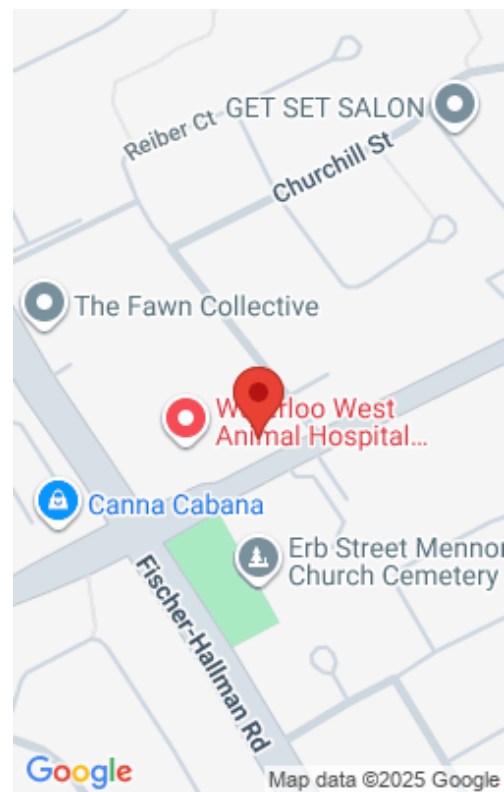 GET SET SALON
Reiber Ct
Churchill St
The Fawn Collective
West
Animal Hospital...
Canna Cabana
Erb Street
Church Cemetery
Fischer-Hallman Rd
Google
Map data ©2025 Google